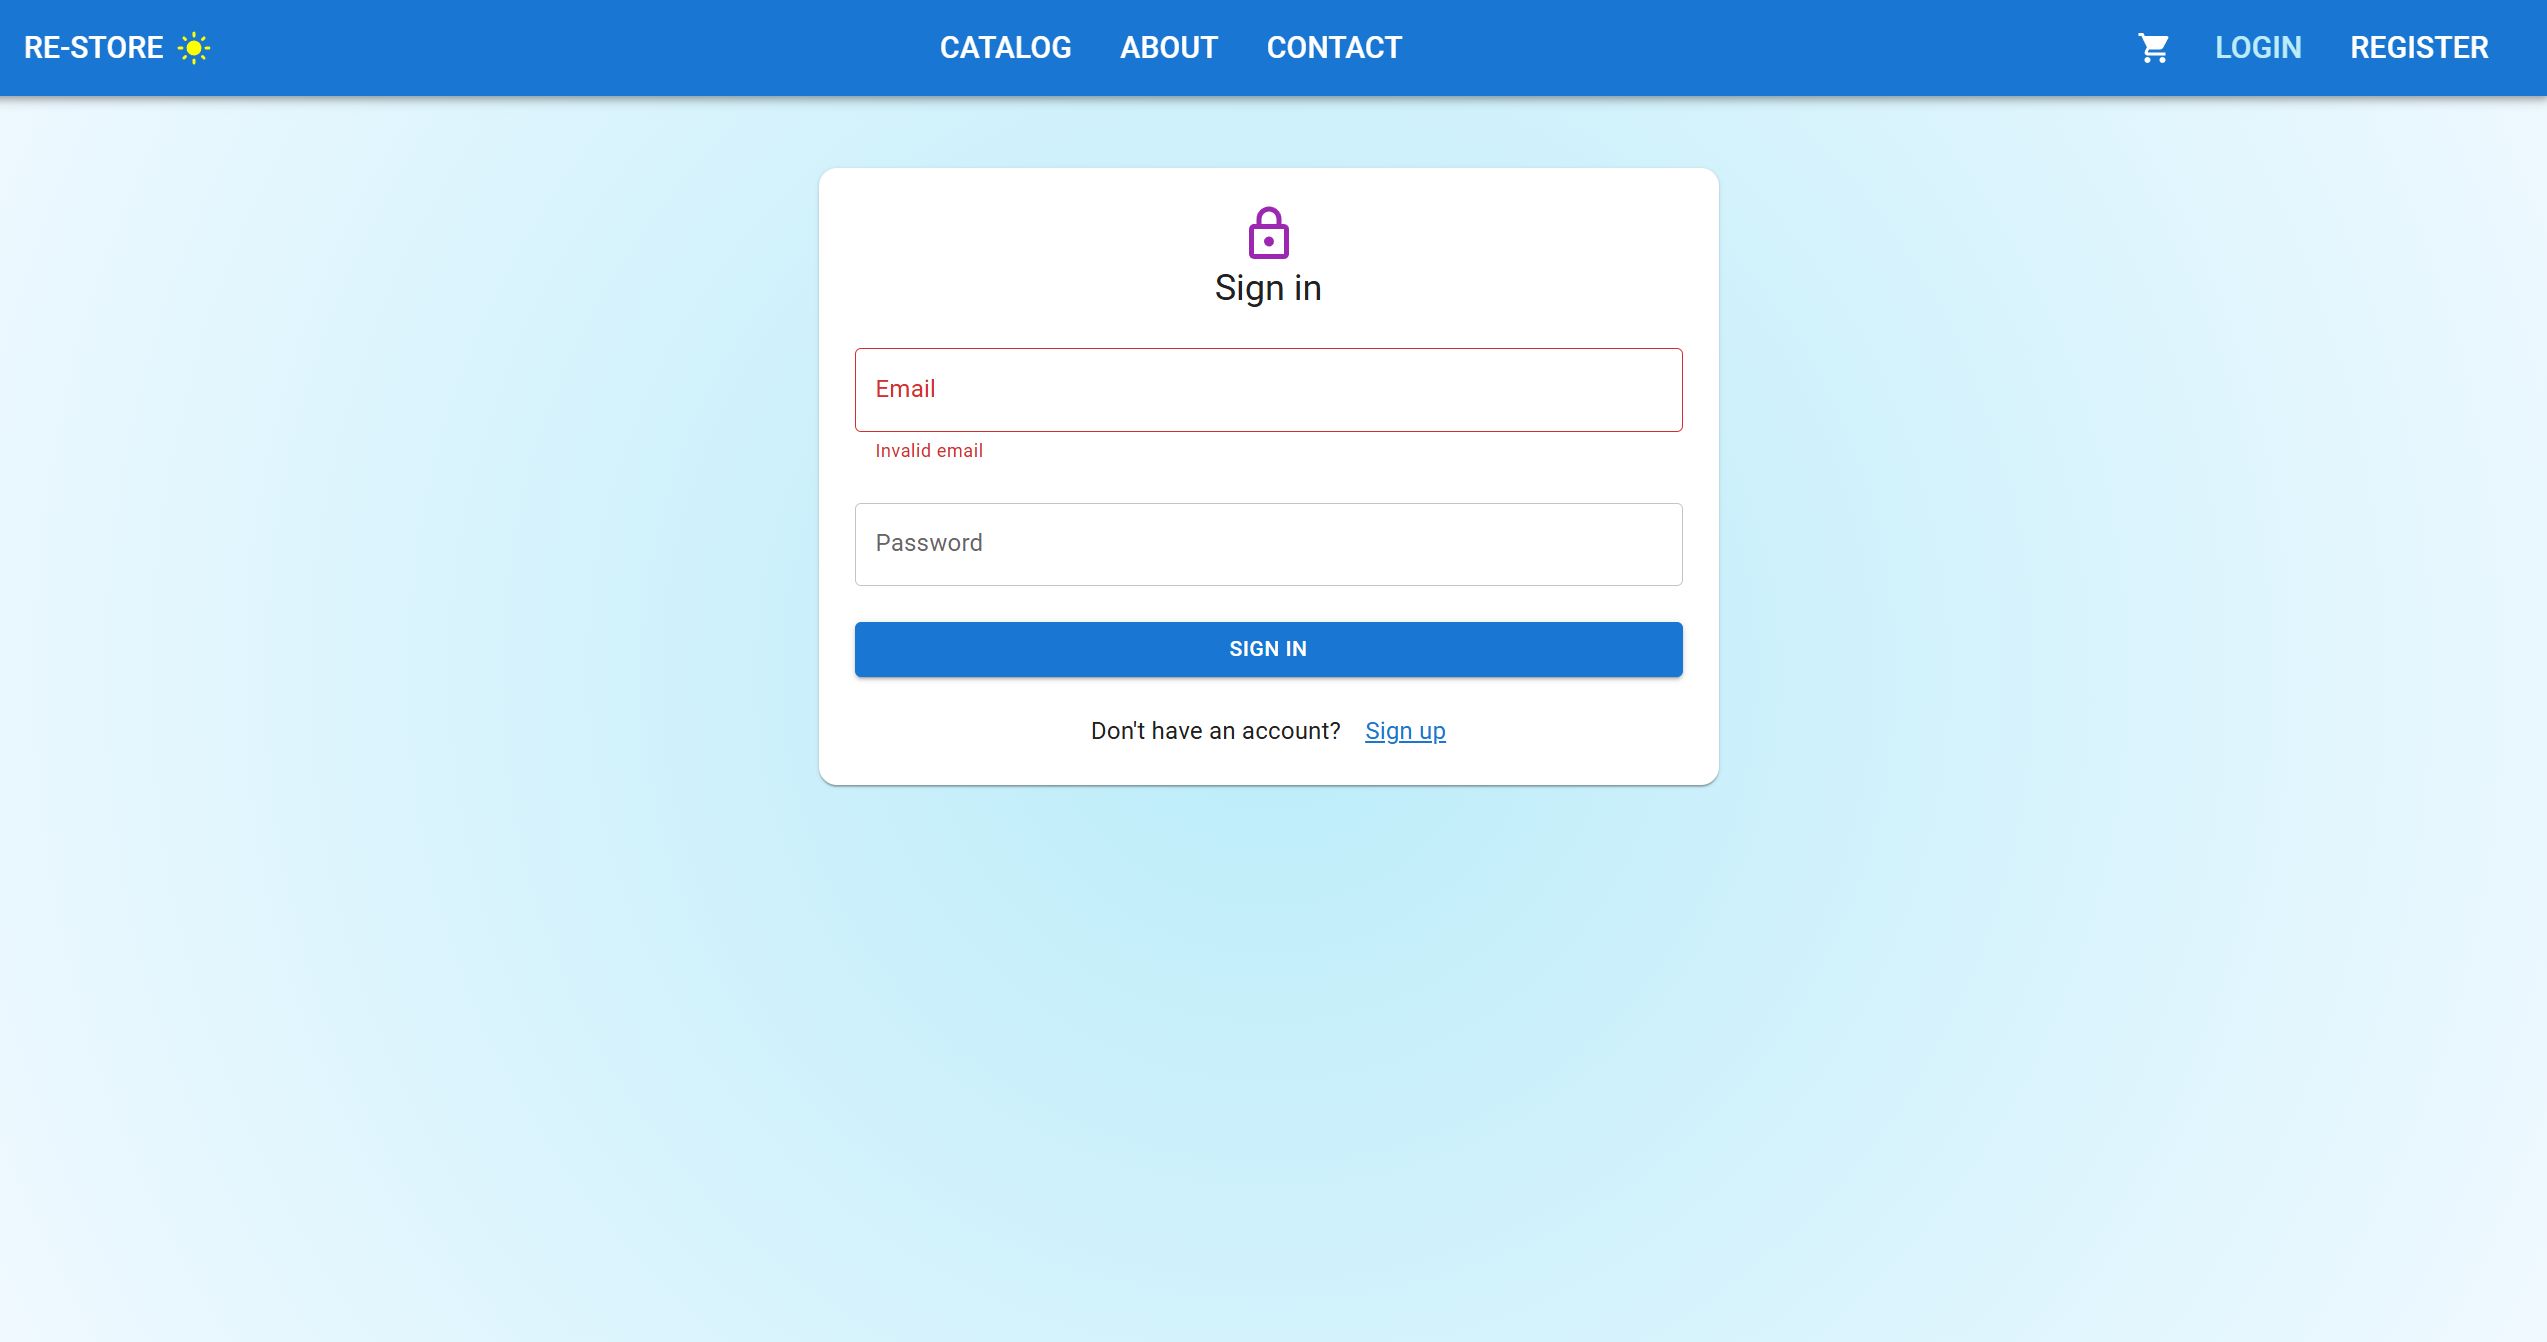 RE-STORE
CATALOG ABOUT CONTACT
LOGIN REGISTER
Sign in
Email
Invalid email
Password
SIGN IN
Don't have an account? Sign up